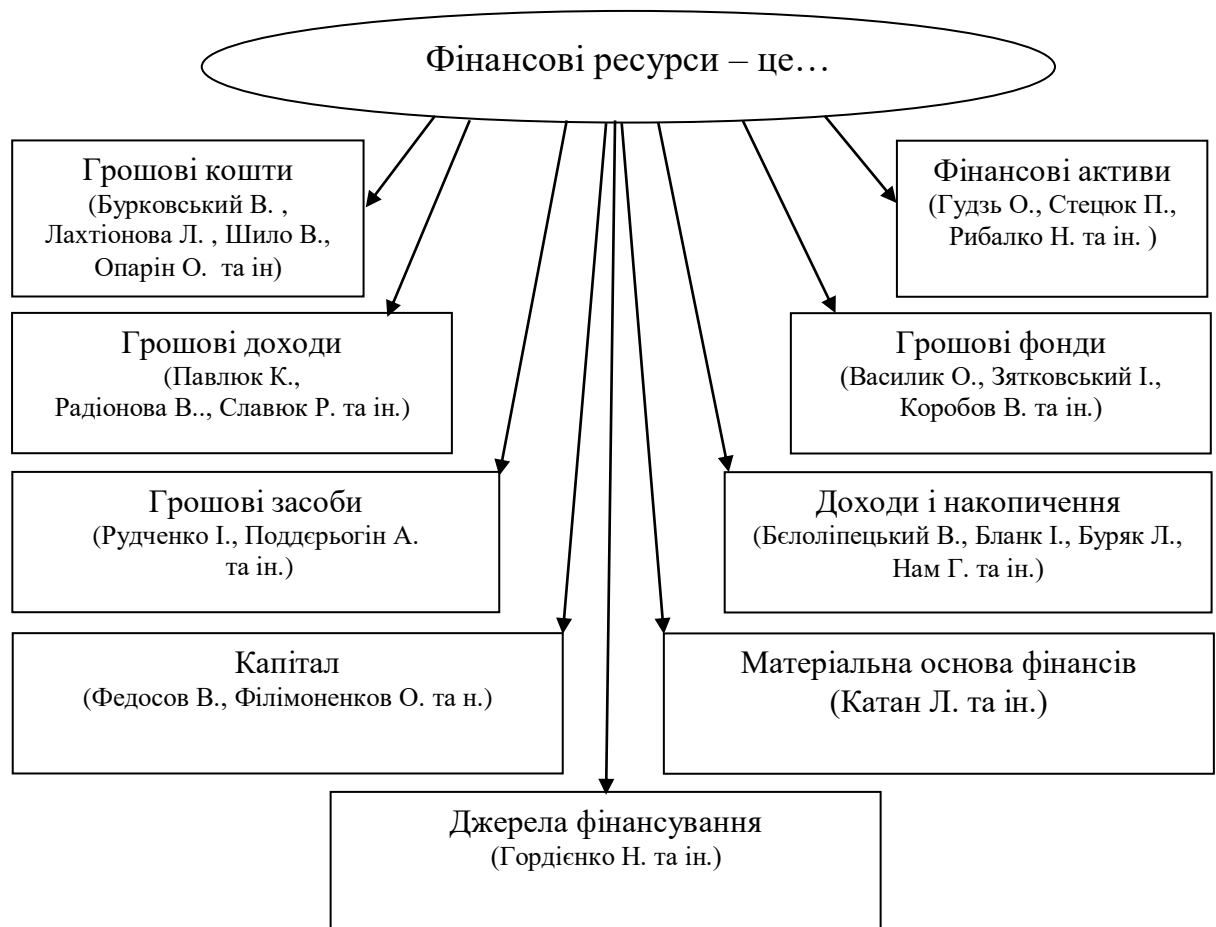 Фінансові ресурси – це…
Грошові кошти
(Бурковський В. ,
Лахтіонова Л. , Шило В.,
Опарін О.  та ін)
Фінансові активи
(Гудзь О., Стецюк П.,
Рибалко Н. та ін. )
Грошові доходи
(Павлюк К.,
Радіонова В.., Славюк Р. та ін.)
Грошові фонди
(Василик О., Зятковський І.,
Коробов В. та ін.)
Грошові засоби
(Рудченко І., Поддєрьогін А.
та ін.)
Доходи і накопичення
(Бєлоліпецький В., Бланк І., Буряк Л.,
Нам Г. та ін.)
Капітал
(Федосов В., Філімоненков О. та н.)
Матеріальна основа фінансів
(Катан Л. та ін.)
Джерела фінансування
(Гордієнко Н. та ін.)